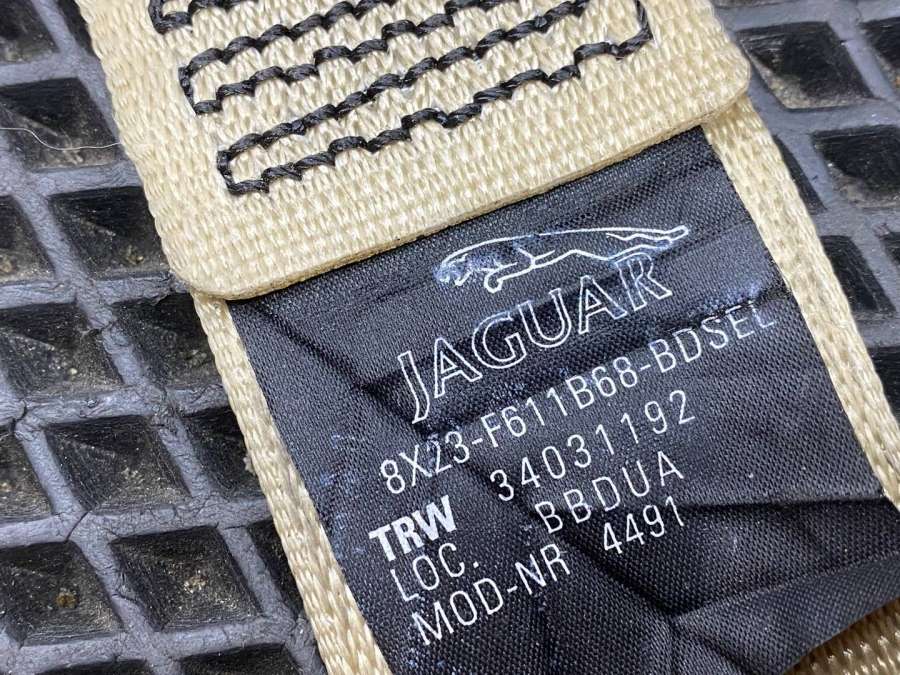 JAGUAR
8X23-F611B68-BDSEL
TRW 34031192
LOC. BBDUA
MOD-NR 4491